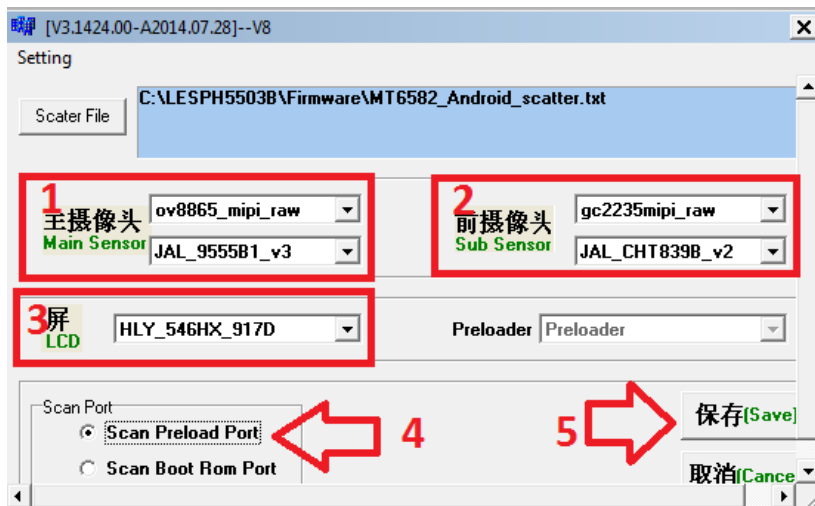 [V3.1424.00-A2014.07.28]--V8
Setting
Scater File
C:\LESPH5503B\Firmware\MT6582_Android_scatter.txt
1
主摄像头
Main Sensor
ov8865_mipi_raw
JAL_9555B1_v3
2
前摄像头
Sub Sensor
gc2235mipi_raw
JAL_CHT839B_v2
3
屏
LCD
HLY_546HX_917D
Preloader
Preloader
Scan Port
Scan Preload Port
4
5
保存(Save)
Scan Boot Rom Port
取消(Cance